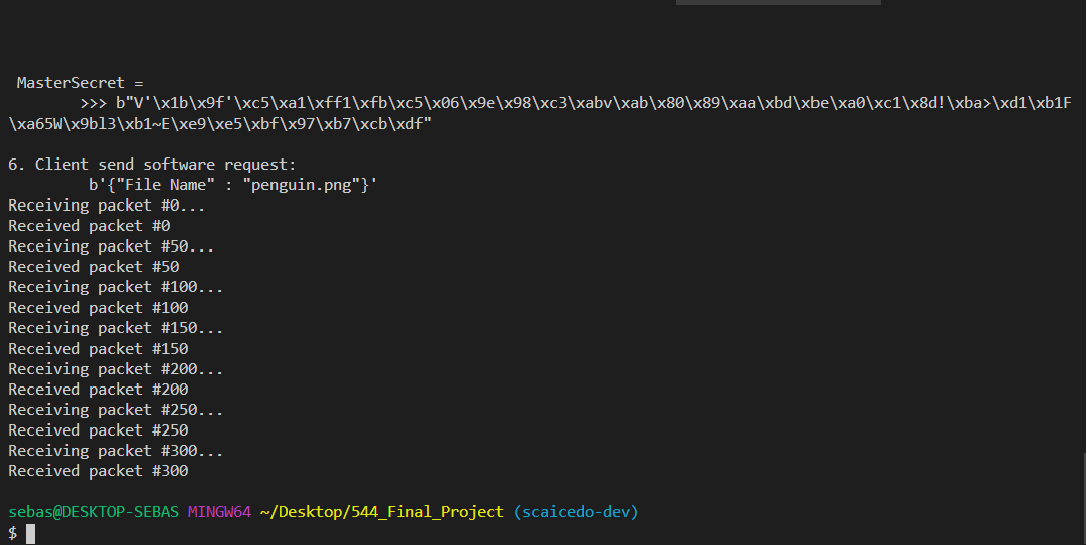 MasterSecret =
>>> b"V'\x1b\x9f'\xc5\xa1\xff1\xfb\xc5\x06\x9e\x98\xc3\xabv\xab\x80\x89\xaa\xbd\xbe\xa0\xc1\x8d!\xba>\xd1\xb1F
\xa65W\x9bl3\xb1~E\xe9\xe5\xbf\x97\xb7\xcb\xdf"
6. Client send software request:
b'{"File Name" : "penguin.png"}'
Receiving packet #0...
Received packet #0
Receiving packet #50...
Received packet #50
Receiving packet #100...
Received packet #100
Receiving packet #150...
Received packet #150
Receiving packet #200...
Received packet #200
Receiving packet #250...
Received packet #250
Receiving packet #300...
Received packet #300
sebas@DESKTOP-SEBAS MINGW64 ~/Desktop/544_Final_Project (scaicedo-dev)
$